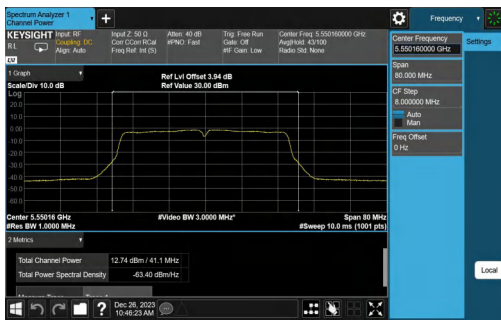 Spectrum Analyzer 1
Channel Power
Frequency
KEYSIGHT
Input: RF
Coupling: DC
Align: Auto
Input Z: 50 Ω
Corr CCorr RCal
Freq Ref: Int (S)
Atten: 40 dB
#PNO: Fast
Trig: Free Run
Gate: Off
#IF Gain: Low
Center Freq: 5.550160000 GHz
Avg|Hold: 43/100
Radio Std: None
RL
LXI
Center Frequency
5.550160000 GHz
Settings
Span
80.000 MHz
CF Step
8.000000 MHz
Auto
Man
Freq Offset
0 Hz
Local
1 Graph
Scale/Div 10.0 dB
Ref Lvl Offset 3.94 dB
Ref Value 30.00 dBm
Log
20.0
10.0
0.00
-10.0
-20.0
-30.0
-40.0
-50.0
-60.0
Center 5.55016 GHz
#Video BW 3.0000 MHz*
Span 80 MHz
#Res BW 1.0000 MHz
#Sweep 10.0 ms (1001 pts)
2 Metrics
Total Channel Power
12.74 dBm / 41.1 MHz
Total Power Spectral Density
-63.40 dBm/Hz
?
Dec 26, 2023
10:46:23 AM